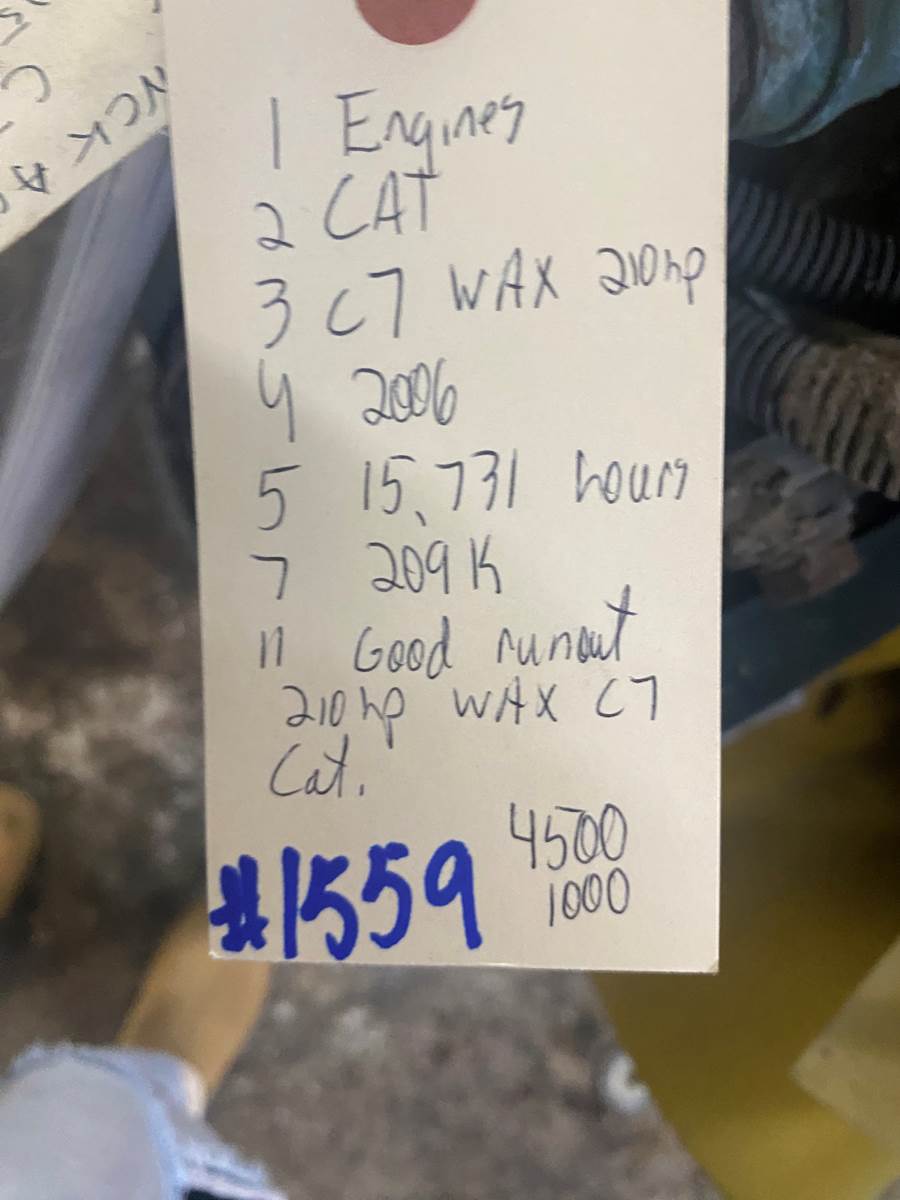 1 Engines
2 CAT
3 C7 WAX 210hp
4 2006
5 15,731 hours
7 209K
11 Good runout
210hp WAX C7
Cat.
4500
#1559
1000